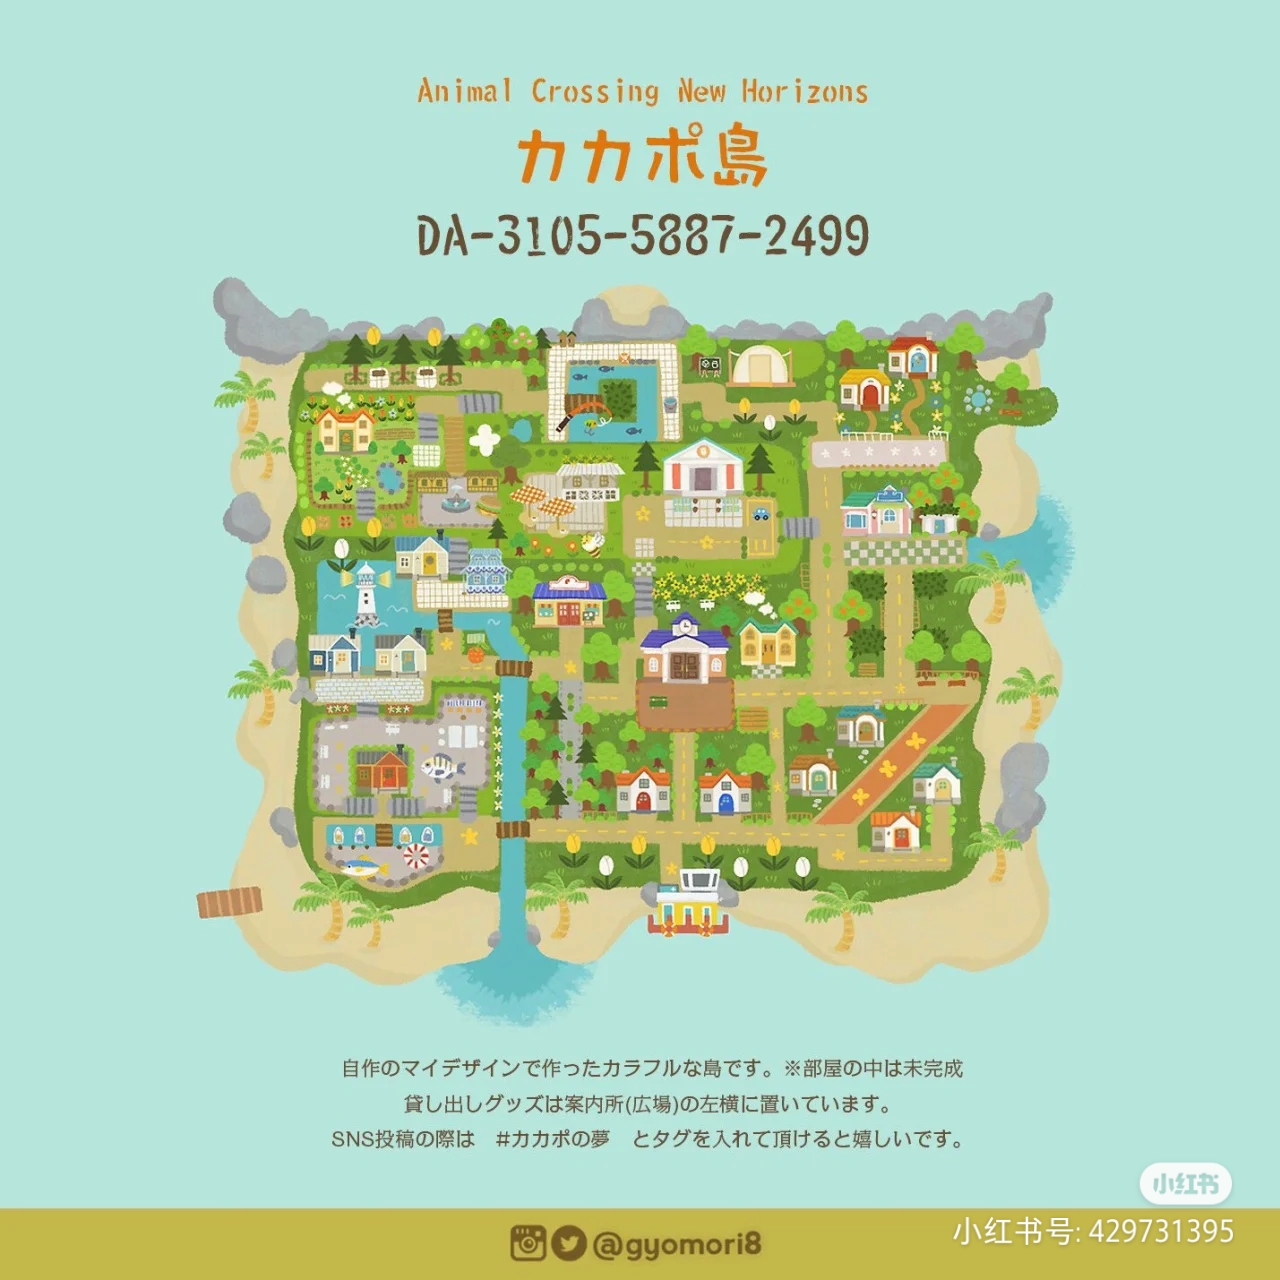 Animal Crossing New Horizons
カカポ島
DA-3105-5887-2499
自作のマイデザインで作ったカラフルな島です。※部屋の中は未完成
貸し出しグッズは案内所(広場)の左横に置いています。
SNS投稿の際は #カカポの夢 とタグを入れて頂けると嬉しいです。
小红书
小红书号: 429731395
@gyomori8